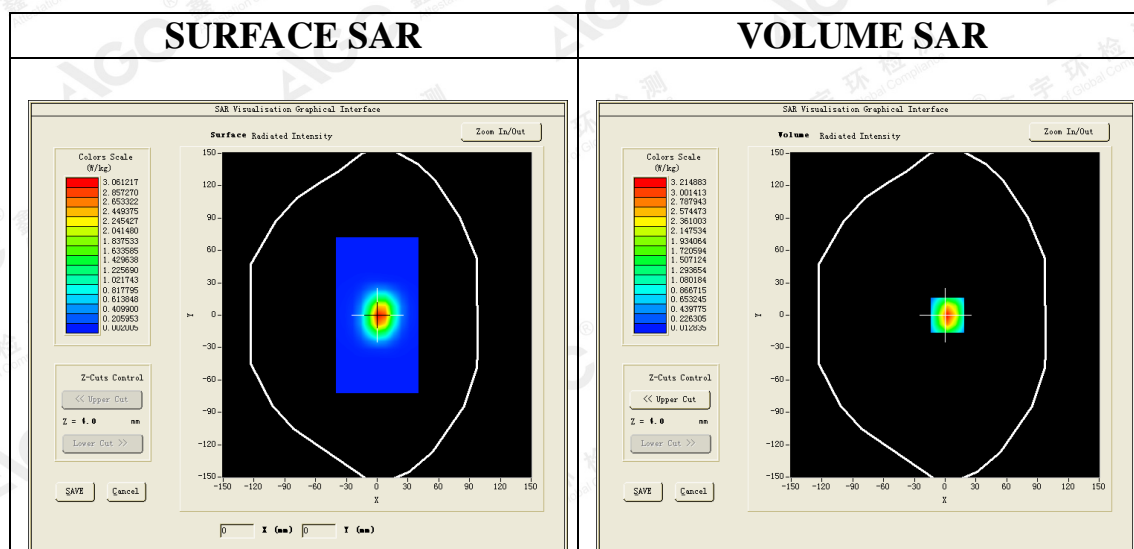 SURFACE SAR
VOLUME SAR
SAR Visualisation Graphical Interface
Surface Radiated Intensity
Zoom In/Out
Colors Scale
(W/kg)
3.061217
2.857270
2.653322
2.449375
2.245427
2.041480
1.837533
1.633585
1.429638
1.225690
1.021743
0.817795
0.613848
0.409900
0.205953
0.002005
Z-Cuts Control
<< Upper Cut
Z = 4.0 mm
Lower Cut >>
SAVE
Cancel
150
120
90
60
30
0
-30
-60
-90
-120
-150
Y
-150 -120 -90 -60 -30 0 30 60 90 120 150
X
0 X (mm) 0 Y (mm)
SAR Visualisation Graphical Interface
Volume Radiated Intensity
Zoom In/Out
Colors Scale
(W/kg)
3.214883
3.001413
2.787943
2.574473
2.361003
2.147534
1.934064
1.720594
1.507124
1.293654
1.080184
0.866715
0.653245
0.439775
0.226305
0.012835
Z-Cuts Control
<< Upper Cut
Z = 4.0 mm
Lower Cut >>
SAVE
Cancel
150
120
90
60
30
0
-30
-60
-90
-120
-150
Y
-150 -120 -90 -60 -30 0 30 60 90 120 150
X